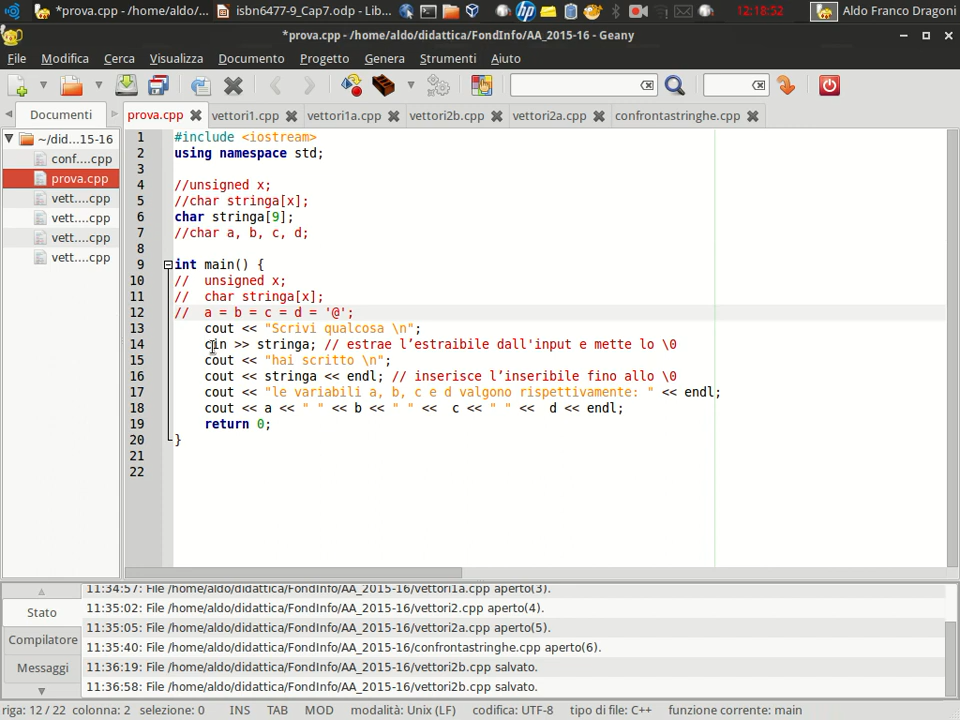 *prova.cpp - /home/aldo/...
isbn6477-9_Cap7.odp - Lib...
12:18:52
Aldo Franco Dragoni
*prova.cpp - /home/aldo/didattica/FondInfo/AA_2015-16 - Geany
File Modifica Cerca Visualizza Documento Progetto Genera Strumenti Aiuto
Documenti
prova.cpp vettori1.cpp vettori1a.cpp vettori2b.cpp vettori2a.cpp confrontastringhe.cpp
~/did...15-16
conf....cpp
prova.cpp
vett....cpp
vett....cpp
vett....cpp
vett....cpp
1 #include <iostream>
2 using namespace std;
3
4 //unsigned x;
5 //char stringa[x];
6 char stringa[9];
7 //char a, b, c, d;
8
9 int main() {
10 //  unsigned x;
11 //  char stringa[x];
12 //  a = b = c = d = '@';
13     cout << "Scrivi qualcosa \n";
14     cin >> stringa; // estrae l’estraibile dall'input e mette lo \0
15     cout << "hai scritto \n";
16     cout << stringa << endl; // inserisce l’inseribile fino allo \0
17     cout << "le variabili a, b, c e d valgono rispettivamente: " << endl;
18     cout << a << " " << b << " " <<  c << " " <<  d << endl;
19     return 0;
20 }
21
22
Stato
Compilatore
Messaggi
11:34:57: File /home/aldo/didattica/FondInfo/AA_2015-16/vettori1a.cpp aperto(3).
11:35:02: File /home/aldo/didattica/FondInfo/AA_2015-16/vettori2.cpp aperto(4).
11:35:05: File /home/aldo/didattica/FondInfo/AA_2015-16/vettori2a.cpp aperto(5).
11:35:40: File /home/aldo/didattica/FondInfo/AA_2015-16/confrontastringhe.cpp aperto(6).
11:36:19: File /home/aldo/didattica/FondInfo/AA_2015-16/vettori2b.cpp salvato.
11:36:58: File /home/aldo/didattica/FondInfo/AA_2015-16/vettori2b.cpp salvato.
riga: 12 / 22 colonna: 2 selezione: 0 INS TAB MOD modalità: Unix (LF) codifica: UTF-8 tipo di file: C++ funzione corrente: main